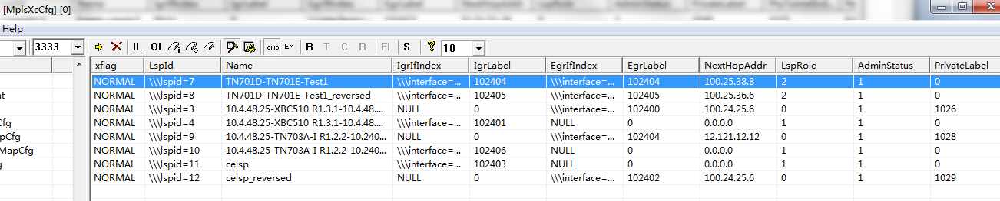 [MplsXcCfg] [0]
Help
3333 IL OL CMD EX B T C R FI S ? 10
xflag LspId Name IgrIfIndex IgrLabel EgrIfIndex EgrLabel NextHopAddr LspRole AdminStatus PrivateLabel
NORMAL \\\lspid=7 TN701D-TN701E-Test1 \\\interface=... 102404 \\\interface=... 102404 100.25.38.8 2 1 0
nt NORMAL \\\lspid=8 TN701D-TN701E-Test1_reversed \\\interface=... 102405 \\\interface=... 102405 100.25.36.6 2 1 0
NORMAL \\\lspid=3 10.4.48.25-XBC510 R1.3.1-10.4.48.... NULL 0 \\\interface=... 102400 100.24.25.6 0 1 1026
Cfg NORMAL \\\lspid=4 10.4.48.25-XBC510 R1.3.1-10.4.48.... \\\interface=... 102401 NULL 0 0.0.0.0 1 1 0
pCfg NORMAL \\\lspid=9 10.4.48.25-TN703A-I R1.2.2-10.240... NULL 0 \\\interface=... 102404 12.121.12.12 0 1 1028
MapCfg NORMAL \\\lspid=10 10.4.48.25-TN703A-I R1.2.2-10.240... \\\interface=... 102406 NULL 0 0.0.0.0 1 1 0
g NORMAL \\\lspid=11 celsp \\\interface=... 102403 NULL 0 0.0.0.0 1 1 0
NORMAL \\\lspid=12 celsp_reversed NULL 0 \\\interface=... 102402 100.24.25.6 0 1 1029